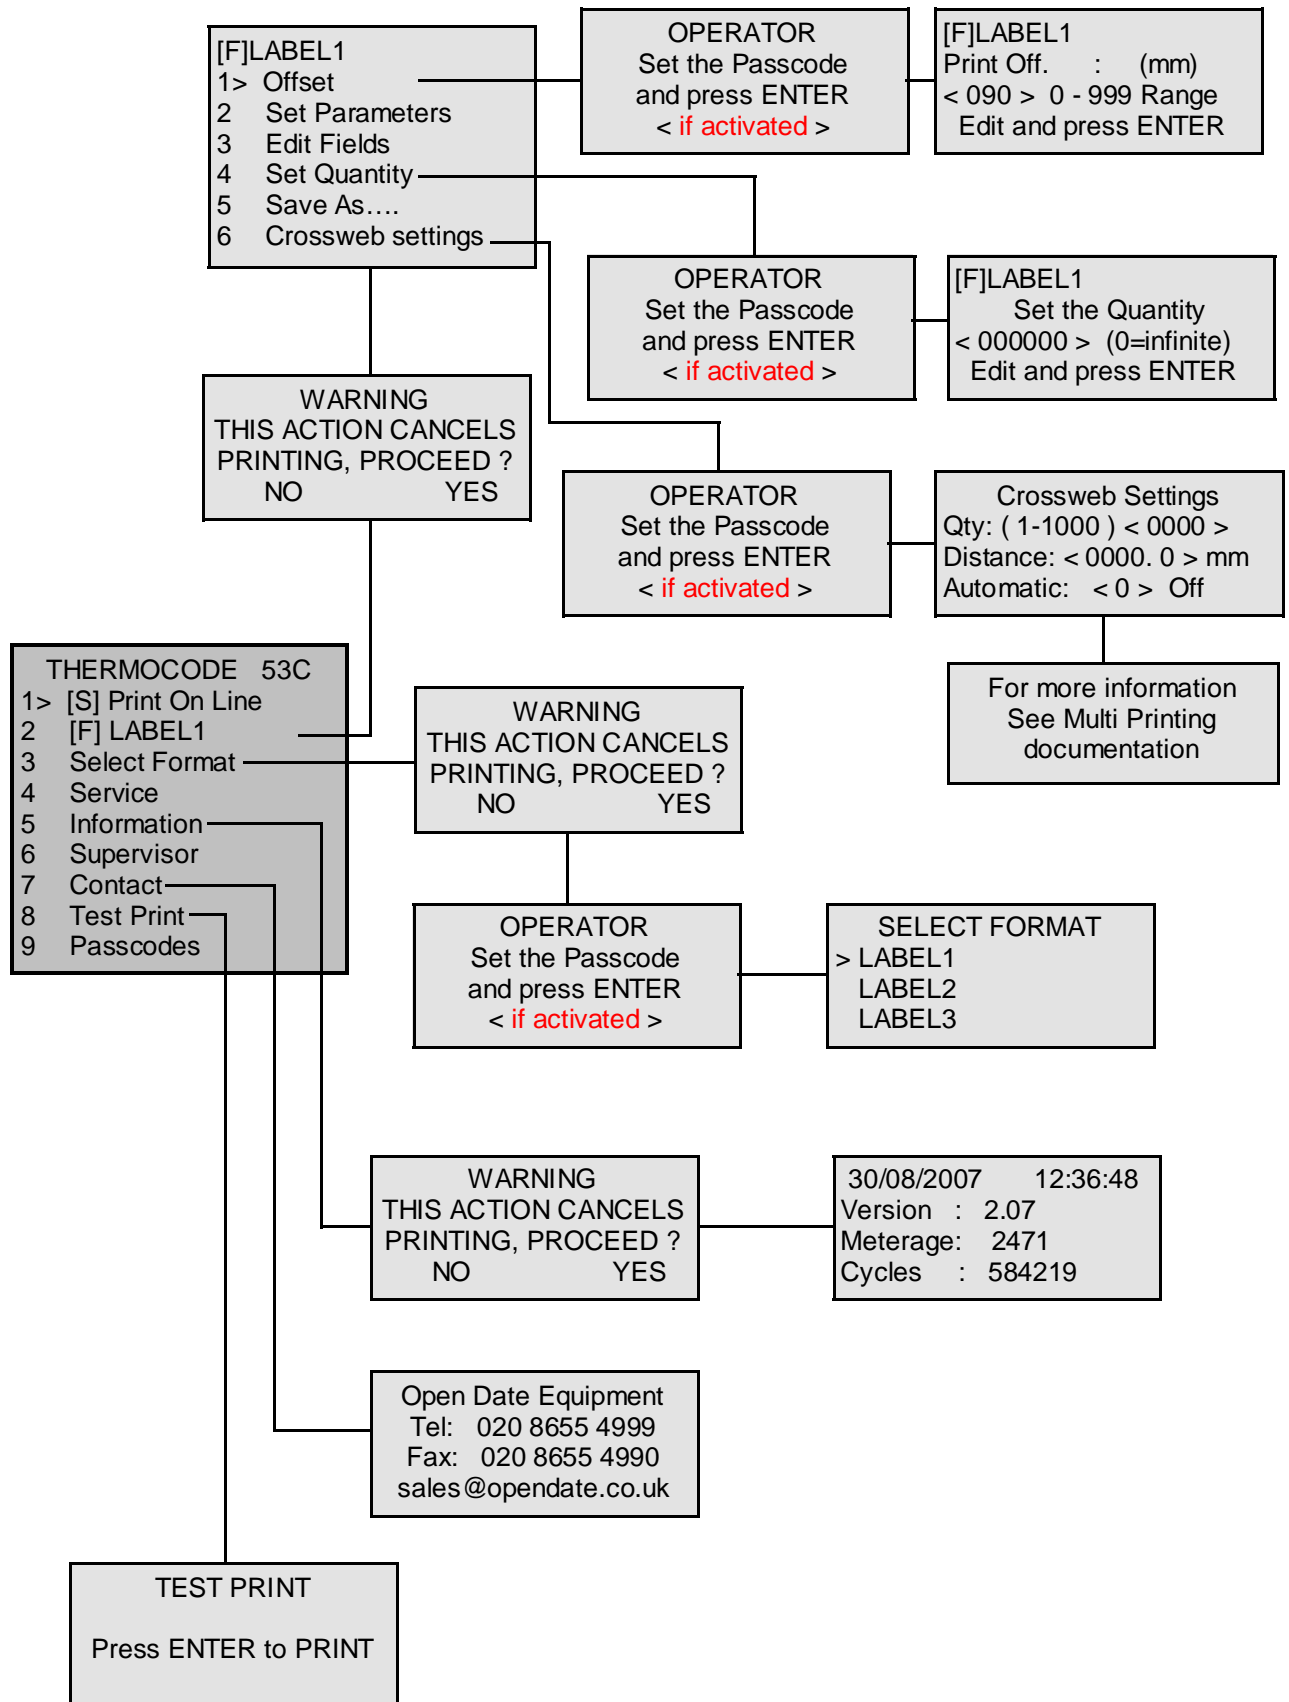 [F]LABEL1
1> Offset
2 Set Parameters
3 Edit Fields
4 Set Quantity
5 Save As....
6 Crossweb settings
OPERATOR
Set the Passcode
and press ENTER
< if activated >
[F]LABEL1
Print Off. : (mm)
< 090 > 0 - 999 Range
Edit and press ENTER
OPERATOR
Set the Passcode
and press ENTER
< if activated >
[F]LABEL1
Set the Quantity
< 000000 > (0=infinite)
Edit and press ENTER
WARNING
THIS ACTION CANCELS
PRINTING, PROCEED ?
NO YES
OPERATOR
Set the Passcode
and press ENTER
< if activated >
Crossweb Settings
Qty: ( 1-1000 ) < 0000 >
Distance: < 0000. 0 > mm
Automatic: < 0 > Off
For more information
See Multi Printing
documentation
THERMOCODE 53C
1> [S] Print On Line
2 [F] LABEL1
3 Select Format
4 Service
5 Information
6 Supervisor
7 Contact
8 Test Print
9 Passcodes
WARNING
THIS ACTION CANCELS
PRINTING, PROCEED ?
NO YES
OPERATOR
Set the Passcode
and press ENTER
< if activated >
SELECT FORMAT
> LABEL1
LABEL2
LABEL3
WARNING
THIS ACTION CANCELS
PRINTING, PROCEED ?
NO YES
30/08/2007 12:36:48
Version : 2.07
Meterage: 2471
Cycles : 584219
Open Date Equipment
Tel: 020 8655 4999
Fax: 020 8655 4990
sales@opendate.co.uk
TEST PRINT
Press ENTER to PRINT